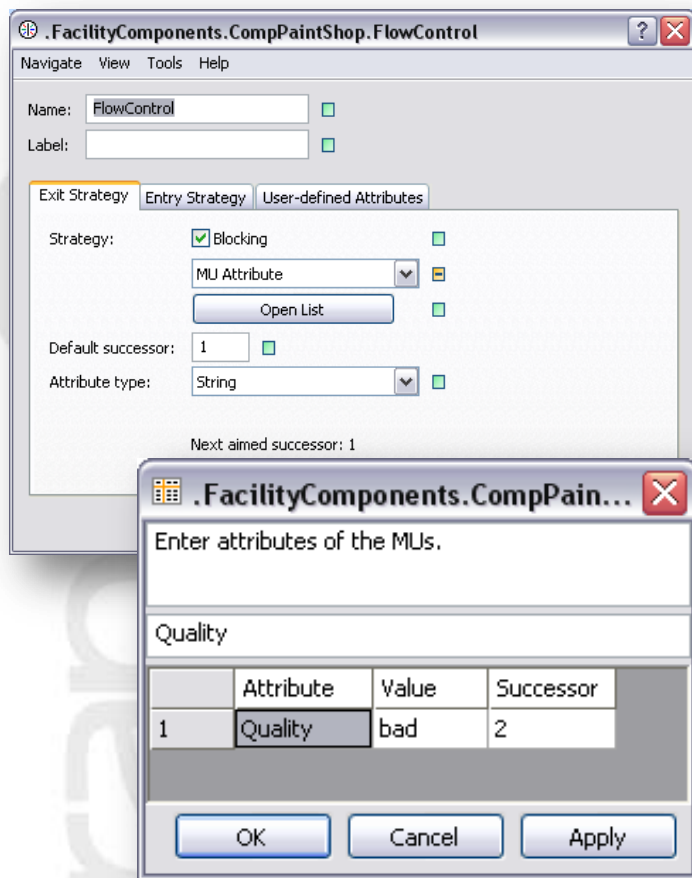 .FacilityComponents.CompPaintShop.FlowControl
Navigate View Tools Help
Name: FlowControl
Label:
Exit Strategy Entry Strategy User-defined Attributes
Strategy: Blocking
MU Attribute
Open List
Default successor: 1
Attribute type: String
Next aimed successor: 1
.FacilityComponents.CompPain...
Enter attributes of the MUs.
Quality
Attribute Value Successor
1 Quality bad 2
OK Cancel Apply